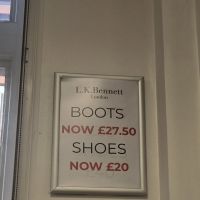 L.K.Bennett
London
BOOTS
NOW £27.50
SHOES
NOW £20